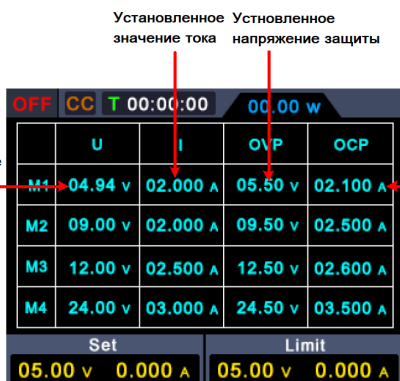 Установленное Устновленное
значение тока напряжение защиты
OFF CC T 00:00:00 00.00 W
U I OVP OCP
M1 04.94 V 02.000 A 05.50 V 02.100 A
M2 09.00 V 02.000 A 09.50 V 02.500 A
M3 12.00 V 02.500 A 12.50 V 02.600 A
M4 24.00 V 03.000 A 24.50 V 03.500 A
Set Limit
05.00 V 0.000 A 05.00 V 0.000 A